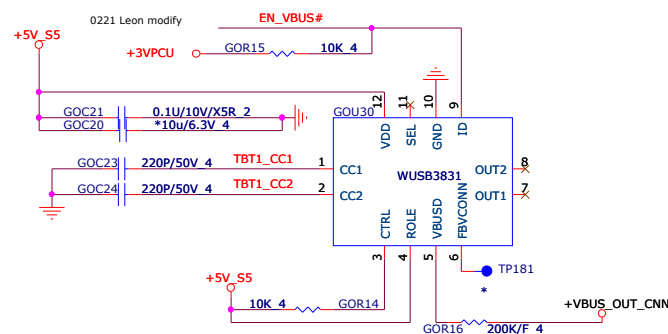 0221 Leon modify
EN_VBUS#
+5V_S5
+3VPCU
GOR15
10K_4
GOC21
0.1U/10V/X5R_2
GOC20
*10u/6.3V_4
GOU30
12
11
10
9
VDD
SEL
GND
ID
GOC23
220P/50V_4
TBT1_CC1
1
CC1
WUSB3831
OUT2
8
GOC24
220P/50V_4
TBT1_CC2
2
CC2
OUT1
7
CTRL
ROLE
VBUSD
FBVCONN
3
4
5
6
TP181
*
+5V_S5
10K_4
GOR14
+VBUS_OUT_CNN
GOR16
200K/F_4